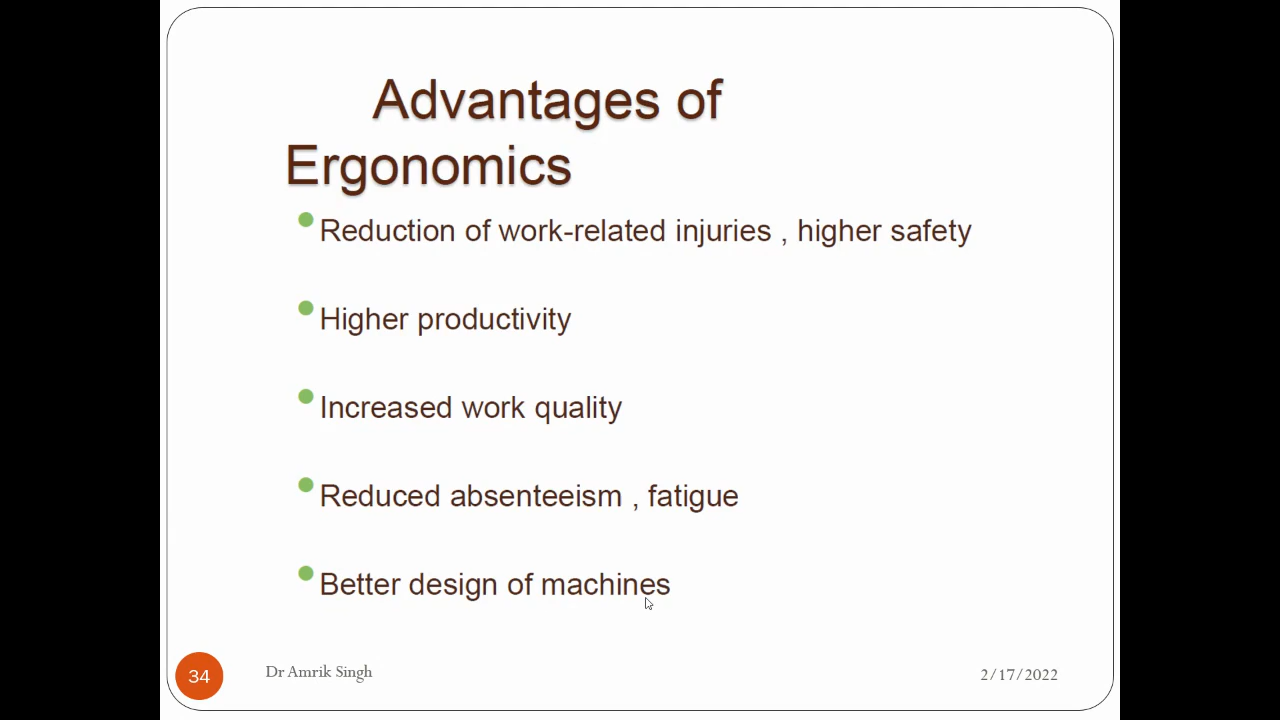 Advantages of
Ergonomics
Reduction of work-related injuries , higher safety
Higher productivity
Increased work quality
Reduced absenteeism , fatigue
Better design of machines
34
Dr Amrik Singh
2/17/2022